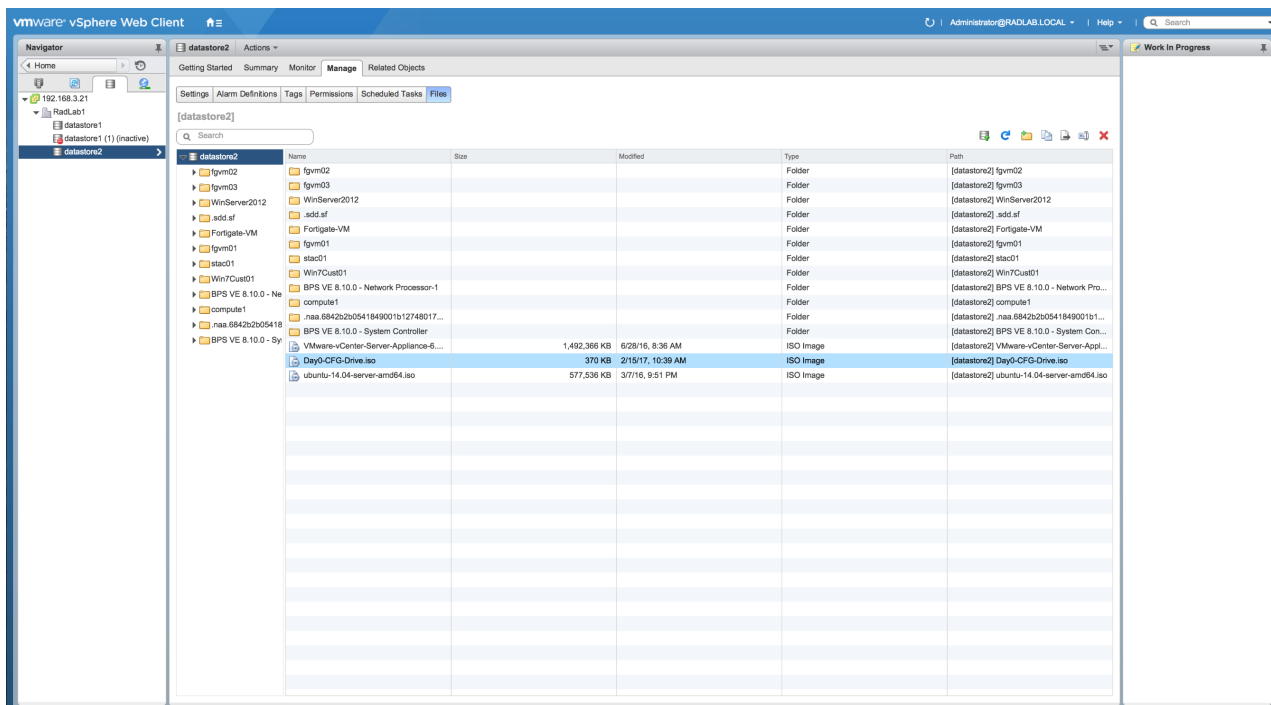 vmware® vSphere Web Client
Administrator@RADLAB.LOCAL
Help
Search
Navigator
Home
192.168.3.21
RadLab1
datastore1
datastore1 (1) (inactive)
datastore2
datastore2 Actions
Getting Started Summary Monitor Manage Related Objects
Settings Alarm Definitions Tags Permissions Scheduled Tasks Files
[datastore2]
Search
datastore2
fgvm02
fgvm03
WinServer2012
.sdd.sf
Fortigate-VM
fgvm01
stac01
Win7Cust01
BPS VE 8.10.0 - Ne
compute1
.naa.6842b2b05418
BPS VE 8.10.0 - Sy
Name Size Modified Type Path
fgvm02 Folder [datastore2] fgvm02
fgvm03 Folder [datastore2] fgvm03
WinServer2012 Folder [datastore2] WinServer2012
.sdd.sf Folder [datastore2] .sdd.sf
Fortigate-VM Folder [datastore2] Fortigate-VM
fgvm01 Folder [datastore2] fgvm01
stac01 Folder [datastore2] stac01
Win7Cust01 Folder [datastore2] Win7Cust01
BPS VE 8.10.0 - Network Processor-1 Folder [datastore2] BPS VE 8.10.0 - Network Pro...
compute1 Folder [datastore2] compute1
.naa.6842b2b0541849001b12748017... Folder [datastore2] .naa.6842b2b0541849001b1...
BPS VE 8.10.0 - System Controller Folder [datastore2] BPS VE 8.10.0 - System Con...
VMware-vCenter-Server-Appliance-6.... 1,492,366 KB 6/28/16, 8:36 AM ISO Image [datastore2] VMware-vCenter-Server-Appl...
Day0-CFG-Drive.iso 370 KB 2/15/17, 10:39 AM ISO Image [datastore2] Day0-CFG-Drive.iso
ubuntu-14.04-server-amd64.iso 577,536 KB 3/7/16, 9:51 PM ISO Image [datastore2] ubuntu-14.04-server-amd64.iso
Work In Progress